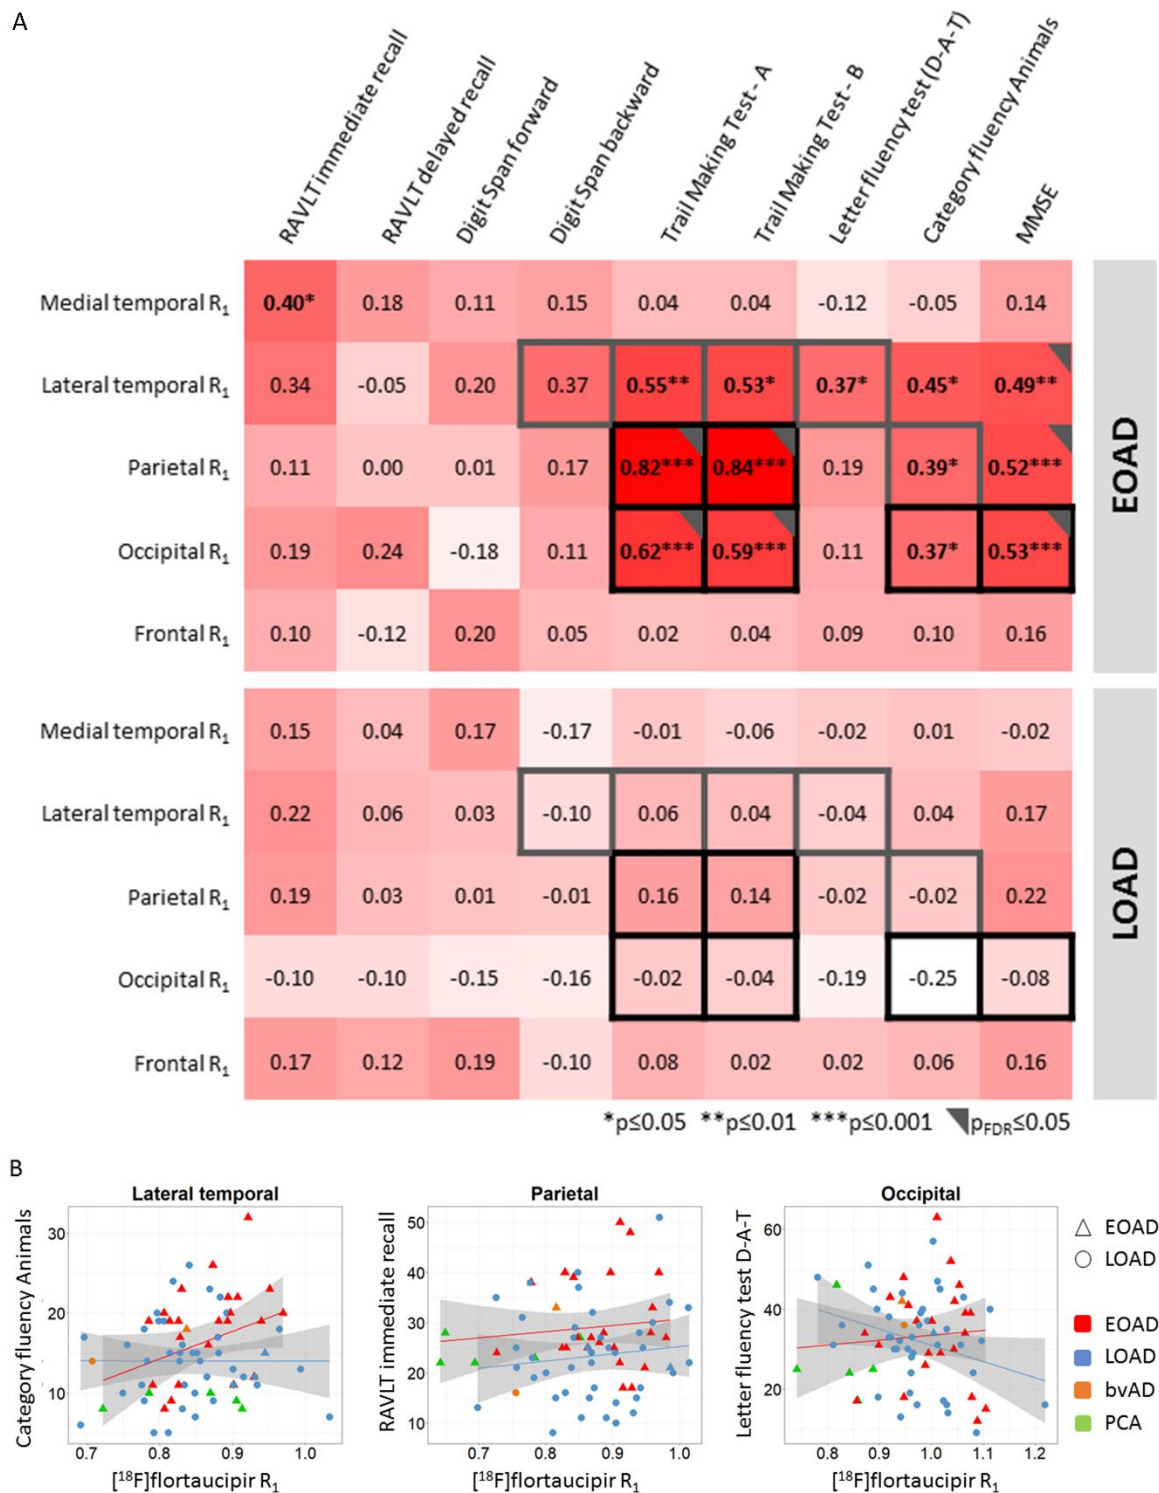 A
RAVLT immediate recall
RAVLT delayed recall
Digit Span forward
Digit Span backward
Trail Making Test - A
Trail Making Test - B
Letter fluency test (D-A-T)
Category fluency Animals
MMSE
Medial temporal R₁ 0.40* 0.18 0.11 0.15 0.04 0.04 -0.12 -0.05 0.14
Lateral temporal R₁ 0.34 -0.05 0.20 0.37 0.55** 0.53* 0.37* 0.45* 0.49**
Parietal R₁ 0.11 0.00 0.01 0.17 0.82*** 0.84*** 0.19 0.39* 0.52***
Occipital R₁ 0.19 0.24 -0.18 0.11 0.62*** 0.59*** 0.11 0.37* 0.53***
Frontal R₁ 0.10 -0.12 0.20 0.05 0.02 0.04 0.09 0.10 0.16
EOAD
Medial temporal R₁ 0.15 0.04 0.17 -0.17 -0.01 -0.06 -0.02 0.01 -0.02
Lateral temporal R₁ 0.22 0.06 0.03 -0.10 0.06 0.04 -0.04 0.04 0.17
Parietal R₁ 0.19 0.03 0.01 -0.01 0.16 0.14 -0.02 -0.02 0.22
Occipital R₁ -0.10 -0.10 -0.15 -0.16 -0.02 -0.04 -0.19 -0.25 -0.08
Frontal R₁ 0.17 0.12 0.19 -0.10 0.08 0.02 0.02 0.06 0.16
LOAD
*p≤0.05 **p≤0.01 ***p≤0.001 pFDR≤0.05
B
Lateral temporal
Category fluency Animals
30
20
10
0.7 0.8 0.9 1.0
[¹⁸F]flortaucipir R₁
Parietal
RAVLT immediate recall
50
40
30
20
10
0.7 0.8 0.9 1.0
[¹⁸F]flortaucipir R₁
Occipital
Letter fluency test D-A-T
60
40
20
0.8 0.9 1.0 1.1 1.2
[¹⁸F]flortaucipir R₁
EOAD
LOAD
EOAD
LOAD
bvAD
PCA